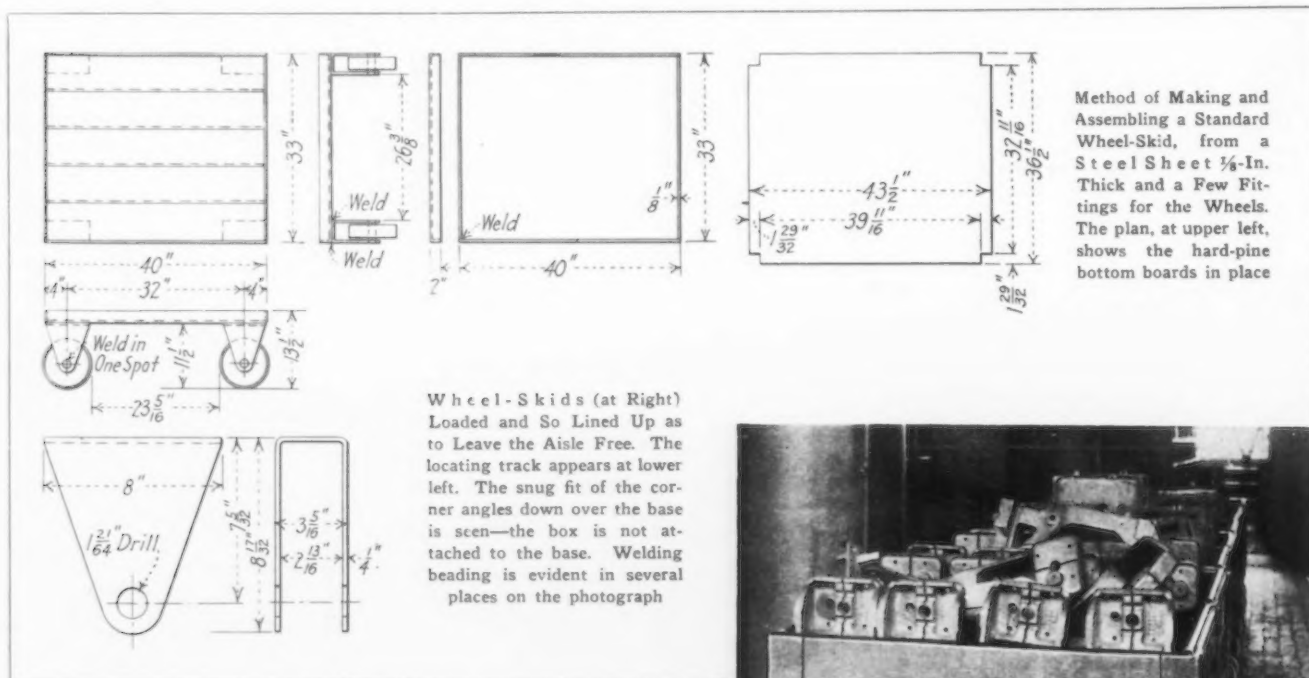 33"
26 3/8"
Weld
Weld
2"
Weld
1/8"
33"
40"
43 1/2"
39 11/16"
1 29/32"
32 11/16"
36 1/2"
1 29/32"
Method of Making and
Assembling a Standard
Wheel-Skid, from a
Steel Sheet 1/8-In.
Thick and a Few Fit-
tings for the Wheels.
The plan, at upper left,
shows the hard-pine
bottom boards in place
40"
4"
32"
4"
Weld in
One Spot
11 1/2"
13 1/2"
23 5/16"
Wheel-Skids (at Right)
Loaded and So Lined Up as
to Leave the Aisle Free. The
locating track appears at lower
left. The snug fit of the cor-
ner angles down over the base
is seen—the box is not at-
tached to the base. Welding
beading is evident in several
places on the photograph
8"
1 21/64" Drill
7 5/32"
8 17/32"
3 5/16"
2 13/16"
1/4"